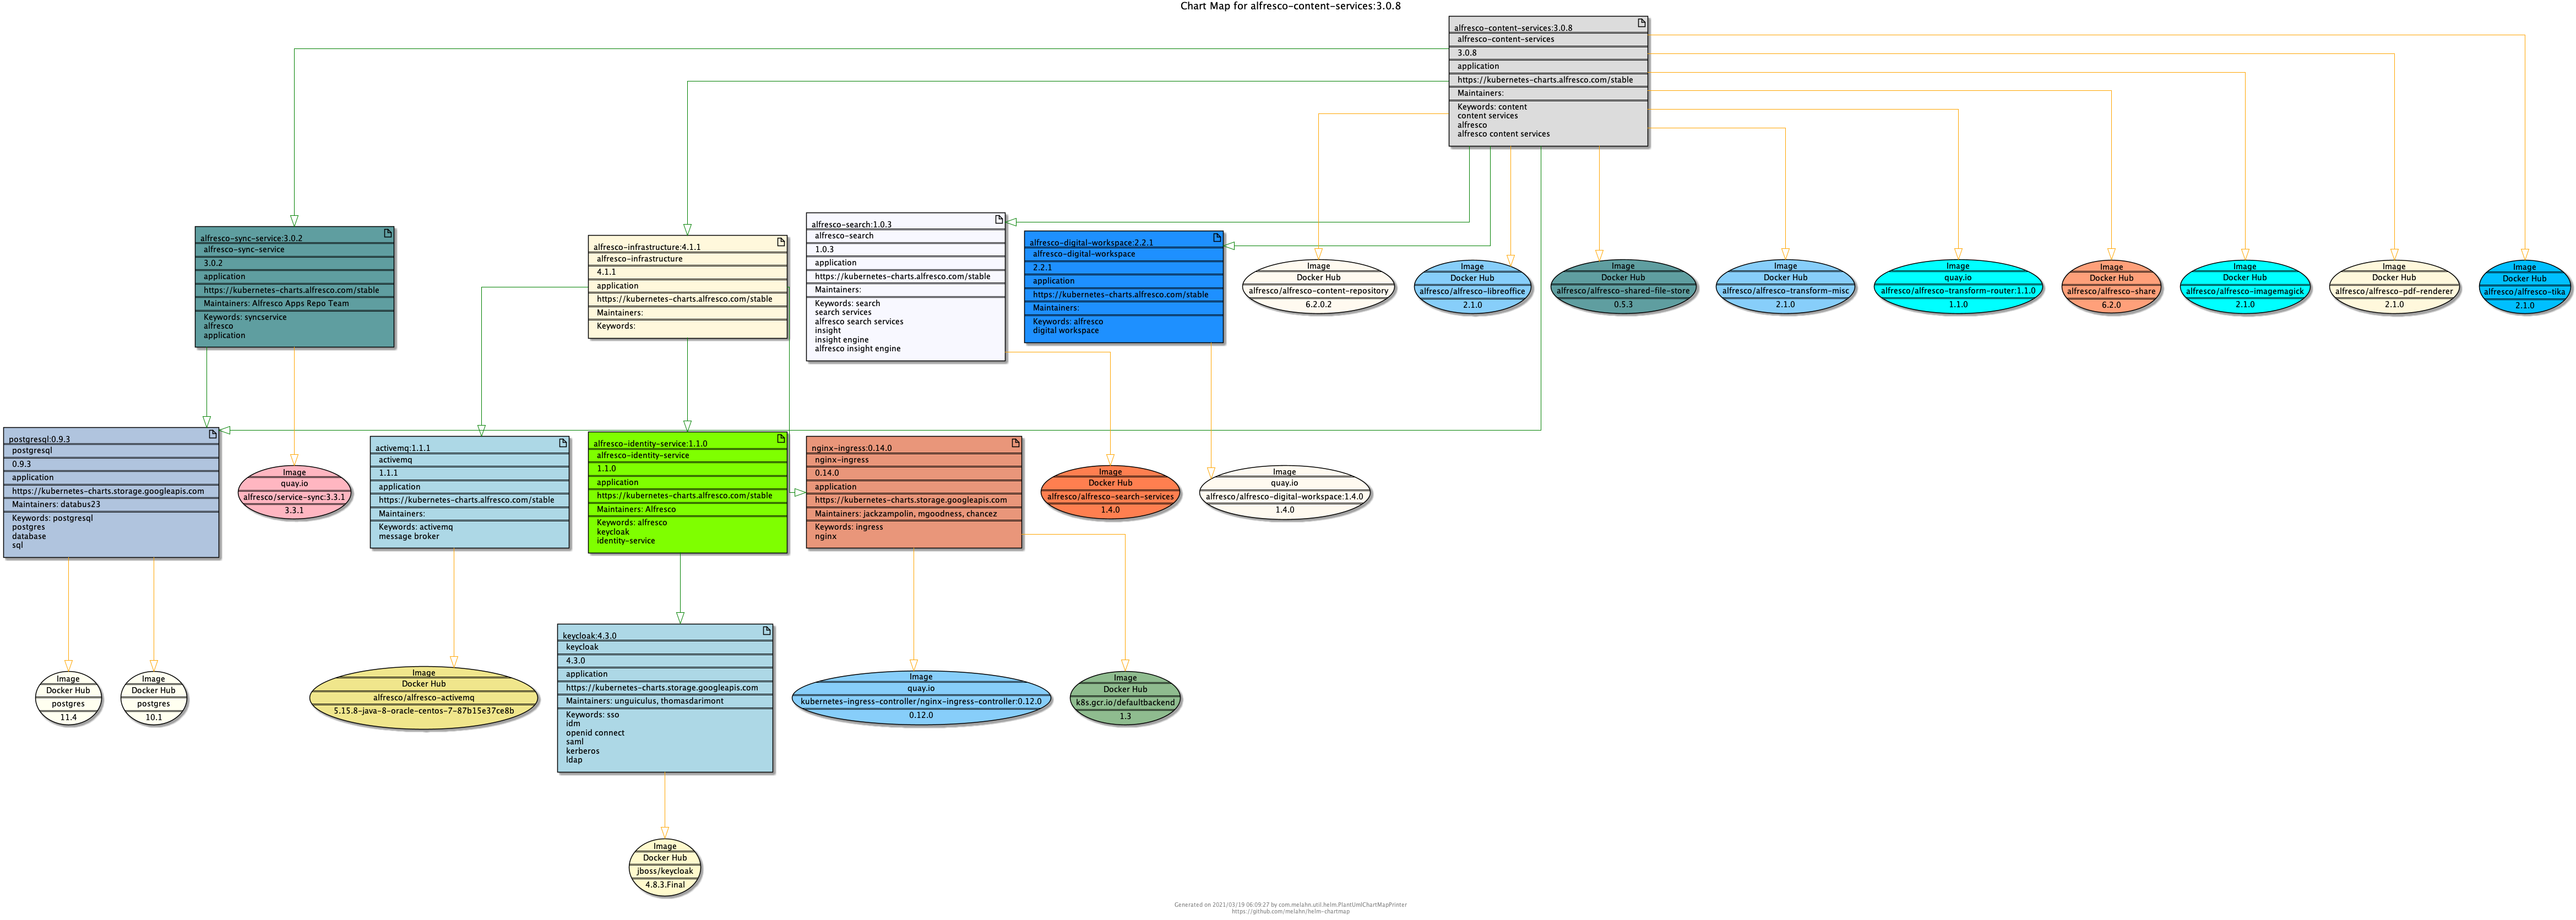 Chart Map for alfresco-content-services:3.0.8
alfresco-content-services:3.0.8
alfresco-content-services
3.0.8
application
https://kubernetes-charts.alfresco.com/stable
Maintainers:
Keywords: content
content services
alfresco
alfresco content services
alfresco-sync-service:3.0.2
alfresco-sync-service
3.0.2
application
https://kubernetes-charts.alfresco.com/stable
Maintainers: Alfresco Apps Repo Team
Keywords: syncservice
alfresco
application
alfresco-infrastructure:4.1.1
alfresco-infrastructure
4.1.1
application
https://kubernetes-charts.alfresco.com/stable
Maintainers:
Keywords:
alfresco-search:1.0.3
alfresco-search
1.0.3
application
https://kubernetes-charts.alfresco.com/stable
Maintainers:
Keywords: search
search services
alfresco search services
insight
insight engine
alfresco insight engine
alfresco-digital-workspace:2.2.1
alfresco-digital-workspace
2.2.1
application
https://kubernetes-charts.alfresco.com/stable
Maintainers:
Keywords: alfresco
digital workspace
Image
Docker Hub
alfresco/alfresco-content-repository
6.2.0.2
Image
Docker Hub
alfresco/alfresco-libreoffice
2.1.0
Image
Docker Hub
alfresco/alfresco-shared-file-store
0.5.3
Image
Docker Hub
alfresco/alfresco-transform-misc
2.1.0
Image
quay.io
alfresco/alfresco-transform-router:1.1.0
1.1.0
Image
Docker Hub
alfresco/alfresco-share
6.2.0
Image
Docker Hub
alfresco/alfresco-imagemagick
2.1.0
Image
Docker Hub
alfresco/alfresco-pdf-renderer
2.1.0
Image
Docker Hub
alfresco/alfresco-tika
2.1.0
postgresql:0.9.3
postgresql
0.9.3
application
https://kubernetes-charts.storage.googleapis.com
Maintainers: databus23
Keywords: postgresql
postgres
database
sql
Image
quay.io
alfresco/service-sync:3.3.1
3.3.1
activemq:1.1.1
activemq
1.1.1
application
https://kubernetes-charts.alfresco.com/stable
Maintainers:
Keywords: activemq
message broker
alfresco-identity-service:1.1.0
alfresco-identity-service
1.1.0
application
https://kubernetes-charts.alfresco.com/stable
Maintainers: Alfresco
Keywords: alfresco
keycloak
identity-service
nginx-ingress:0.14.0
nginx-ingress
0.14.0
application
https://kubernetes-charts.storage.googleapis.com
Maintainers: jackzampolin, mgoodness, chancez
Keywords: ingress
nginx
Image
Docker Hub
alfresco/alfresco-search-services
1.4.0
Image
quay.io
alfresco/alfresco-digital-workspace:1.4.0
1.4.0
Image
Docker Hub
postgres
11.4
Image
Docker Hub
postgres
10.1
Image
Docker Hub
alfresco/alfresco-activemq
5.15.8-java-8-oracle-centos-7-87b15e37ce8b
keycloak:4.3.0
keycloak
4.3.0
application
https://kubernetes-charts.storage.googleapis.com
Maintainers: unguiculus, thomasdarimont
Keywords: sso
idm
openid connect
saml
kerberos
ldap
Image
quay.io
kubernetes-ingress-controller/nginx-ingress-controller:0.12.0
0.12.0
Image
Docker Hub
k8s.gcr.io/defaultbackend
1.3
Image
Docker Hub
jboss/keycloak
4.8.3.Final
Generated on 2021/03/19 06:09:27 by com.melahn.util.helm.PlantUmlChartMapPrinter
https://github.com/melahn/helm-chartmap